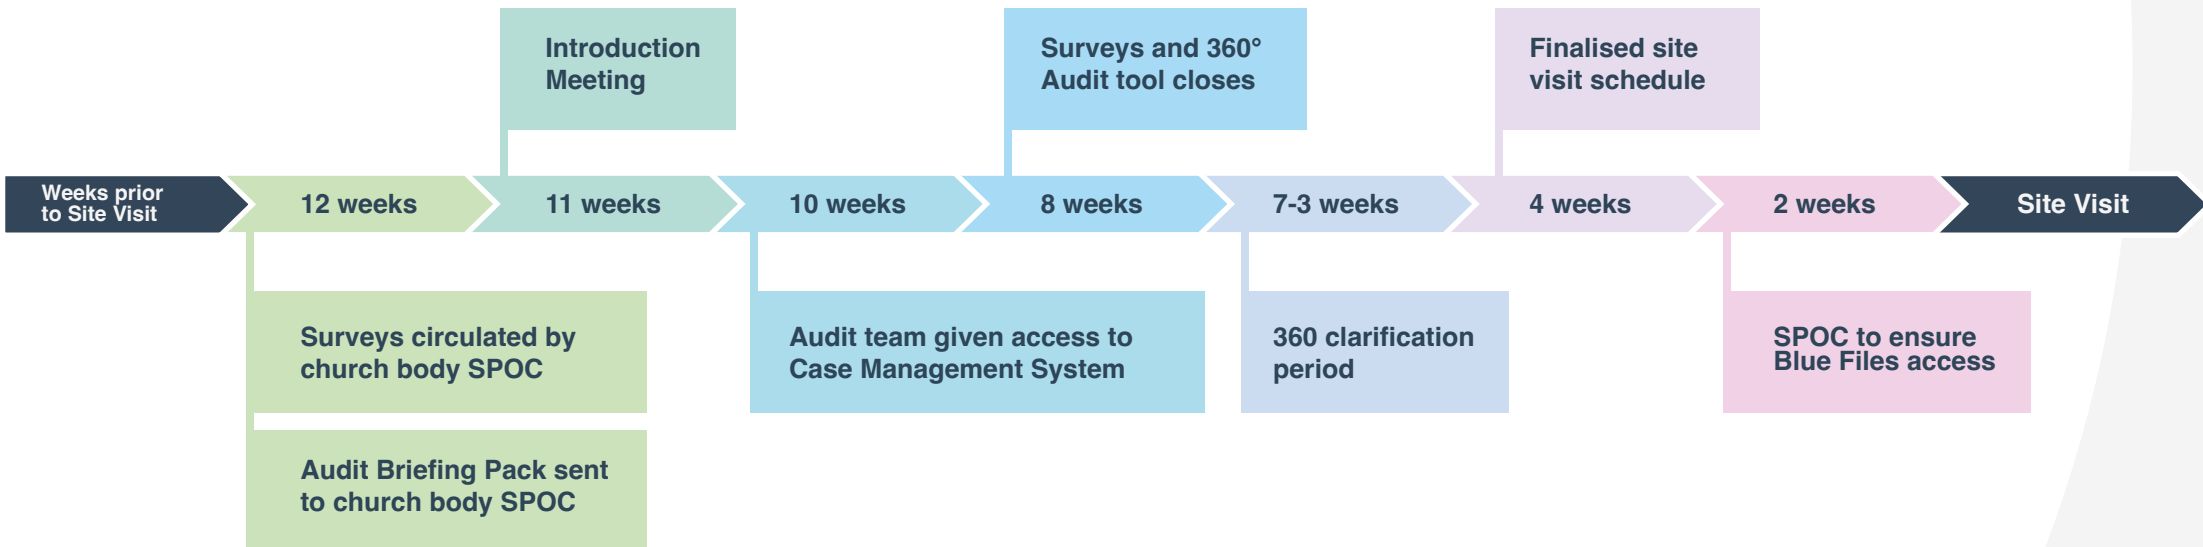 Introduction
Meeting
Surveys and 360°
Audit tool closes
Finalised site
visit schedule
Weeks prior
to Site Visit
12 weeks
11 weeks
10 weeks
8 weeks
7-3 weeks
4 weeks
2 weeks
Site Visit
Surveys circulated by
church body SPOC
Audit team given access to
Case Management System
360 clarification
period
SPOC to ensure
Blue Files access
Audit Briefing Pack sent
to church body SPOC